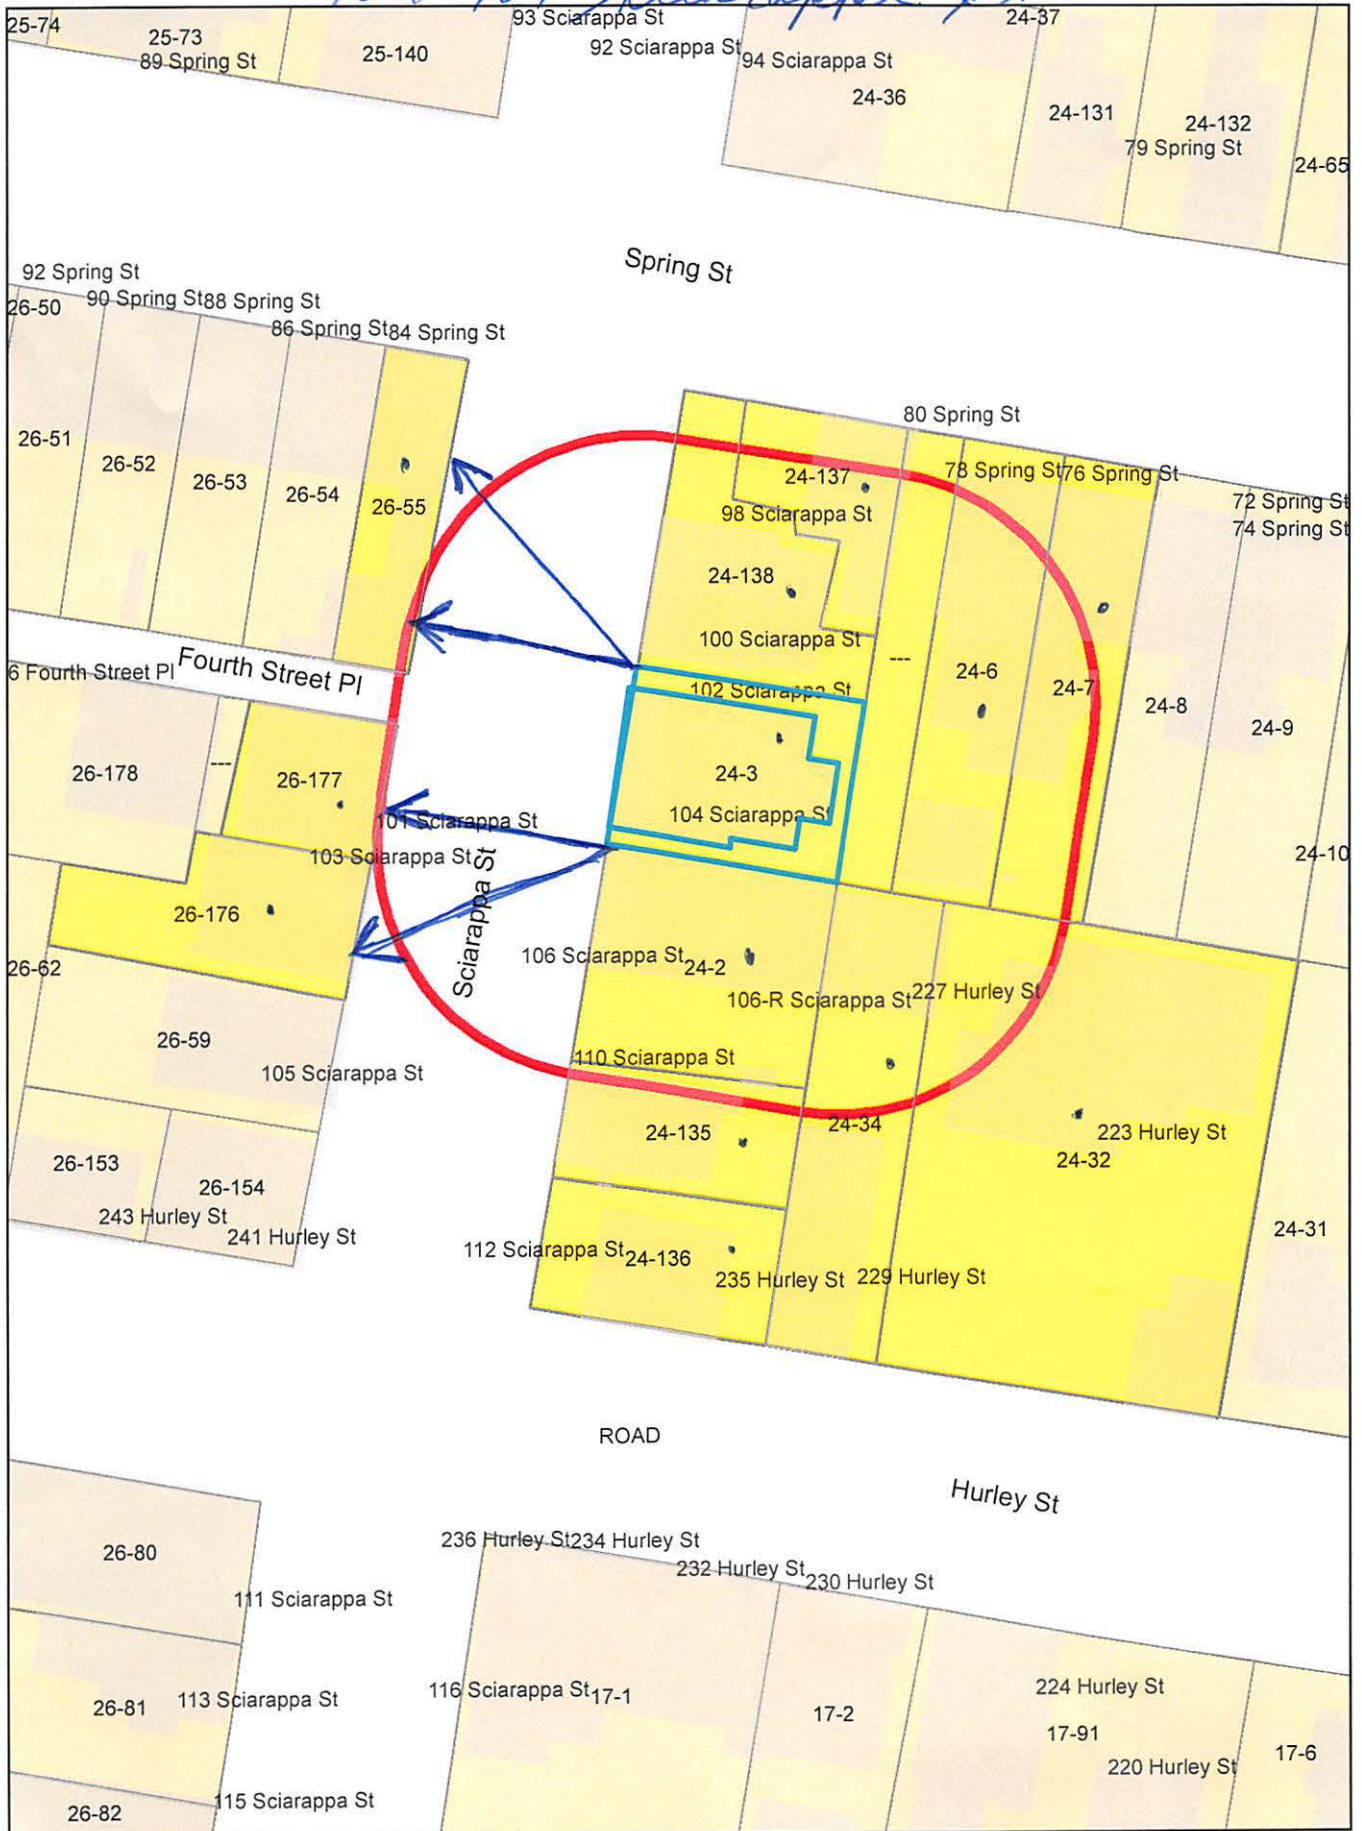 93 Sciarappa St
24-37
25-74
25-73
92 Sciarappa St
89 Spring St
25-140
94 Sciarappa St
24-36
24-131
24-132
79 Spring St
24-65
Spring St
92 Spring St
90 Spring St
88 Spring St
26-50
86 Spring St
84 Spring St
80 Spring St
26-51
26-52
26-53
26-54
26-55
24-137
78 Spring St
76 Spring St
72 Spring St
74 Spring St
98 Sciarappa St
24-138
100 Sciarappa St
---
24-6
24-7
24-8
24-9
6 Fourth Street Pl
Fourth Street Pl
102 Sciarappa St
26-178
---
26-177
24-3
101 Sciarappa St
104 Sciarappa St
103 Sciarappa St
24-10
26-176
Sciarappa St
106 Sciarappa St
24-2
26-62
106-R Sciarappa St
227 Hurley St
26-59
110 Sciarappa St
105 Sciarappa St
24-135
24-34
223 Hurley St
24-32
26-153
26-154
243 Hurley St
241 Hurley St
24-31
112 Sciarappa St
24-136
235 Hurley St
229 Hurley St
ROAD
Hurley St
26-80
236 Hurley St
234 Hurley St
232 Hurley St
230 Hurley St
111 Sciarappa St
26-81
113 Sciarappa St
116 Sciarappa St
17-1
17-2
224 Hurley St
17-91
220 Hurley St
17-6
26-82
115 Sciarappa St